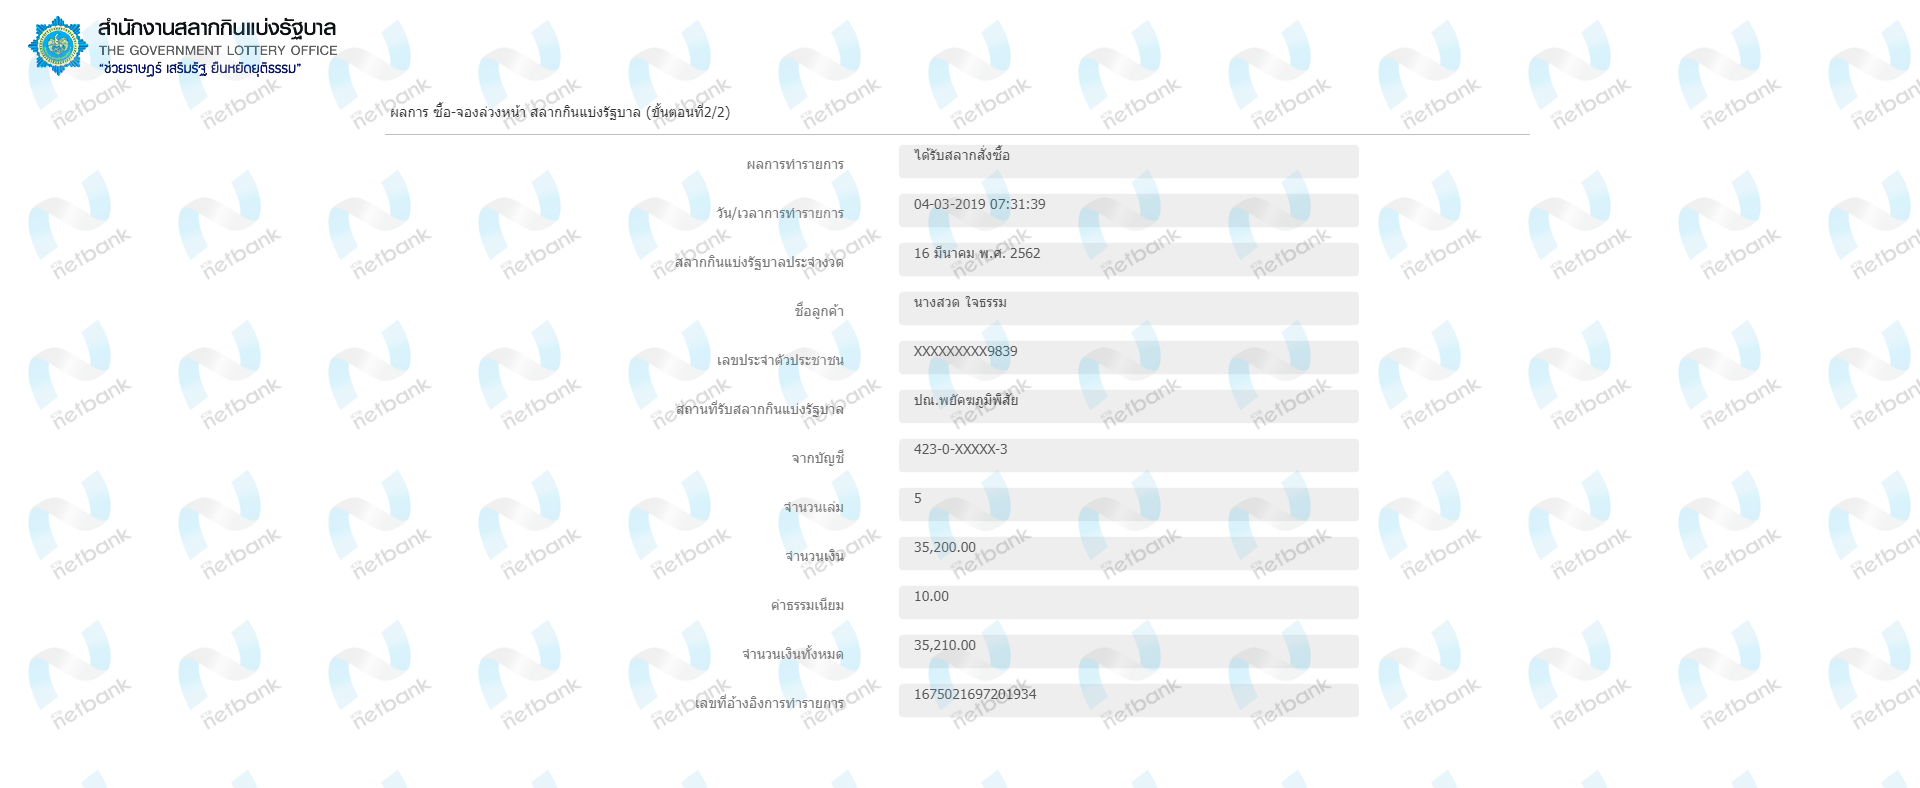 สำนักงานสลากกินแบ่งรัฐบาล
THE GOVERNMENT LOTTERY OFFICE
"ช่วยราษฎร์ เสริมรัฐ ยืนหยัดยุติธรรม"
ผลการ ซื้อ-จองล่วงหน้า สลากกินแบ่งรัฐบาล (ขั้นตอนที่2/2)
ผลการทำรายการ ได้รับสลากสั่งซื้อ
วัน/เวลาการทำรายการ 04-03-2019 07:31:39
สลากกินแบ่งรัฐบาลประจำงวด 16 มีนาคม พ.ศ. 2562
ชื่อลูกค้า นางสวด ใจธรรม
เลขประจำตัวประชาชน XXXXXXXXX9839
สถานที่รับสลากกินแบ่งรัฐบาล ปณ.พยัคฆภูมิพิสัย
จากบัญชี 423-0-XXXXX-3
จำนวนเล่ม 5
จำนวนเงิน 35,200.00
ค่าธรรมเนียม 10.00
จำนวนเงินทั้งหมด 35,210.00
เลขที่อ้างอิงการทำรายการ 1675021697201934